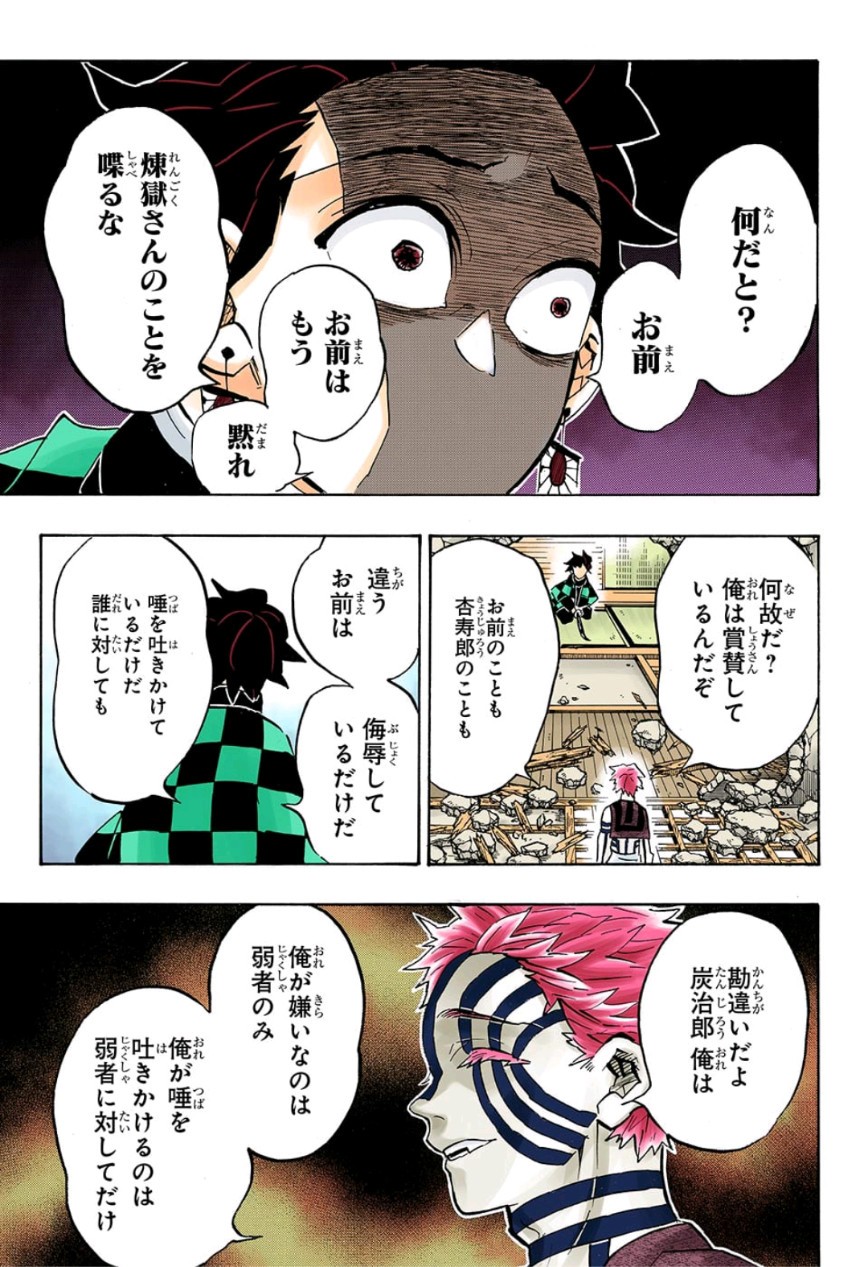 何だと?
お前
お前は
もう
黙れ
煉獄さんのことを
喋るな
何故だ?
俺は賞賛して
いるんだぞ
お前のことも
杏寿郎のことも
違う
お前は
侮辱して
いるだけだ
唾を吐きかけて
いるだけだ
誰に対しても
勘違いだよ
炭治郎 俺は
俺が嫌いなのは
弱者のみ
俺が唾を
吐きかけるのは
弱者に対してだけ